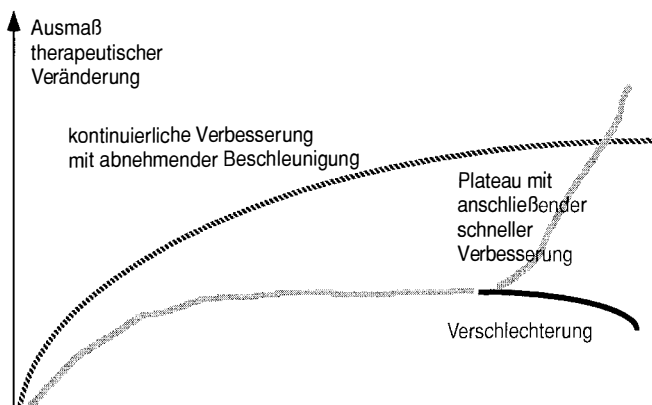 Ausmaß
therapeutischer
Veränderung
kontinuierliche Verbesserung
mit abnehmender Beschleunigung
Plateau mit
anschließender
schneller
Verbesserung
Verschlechterung